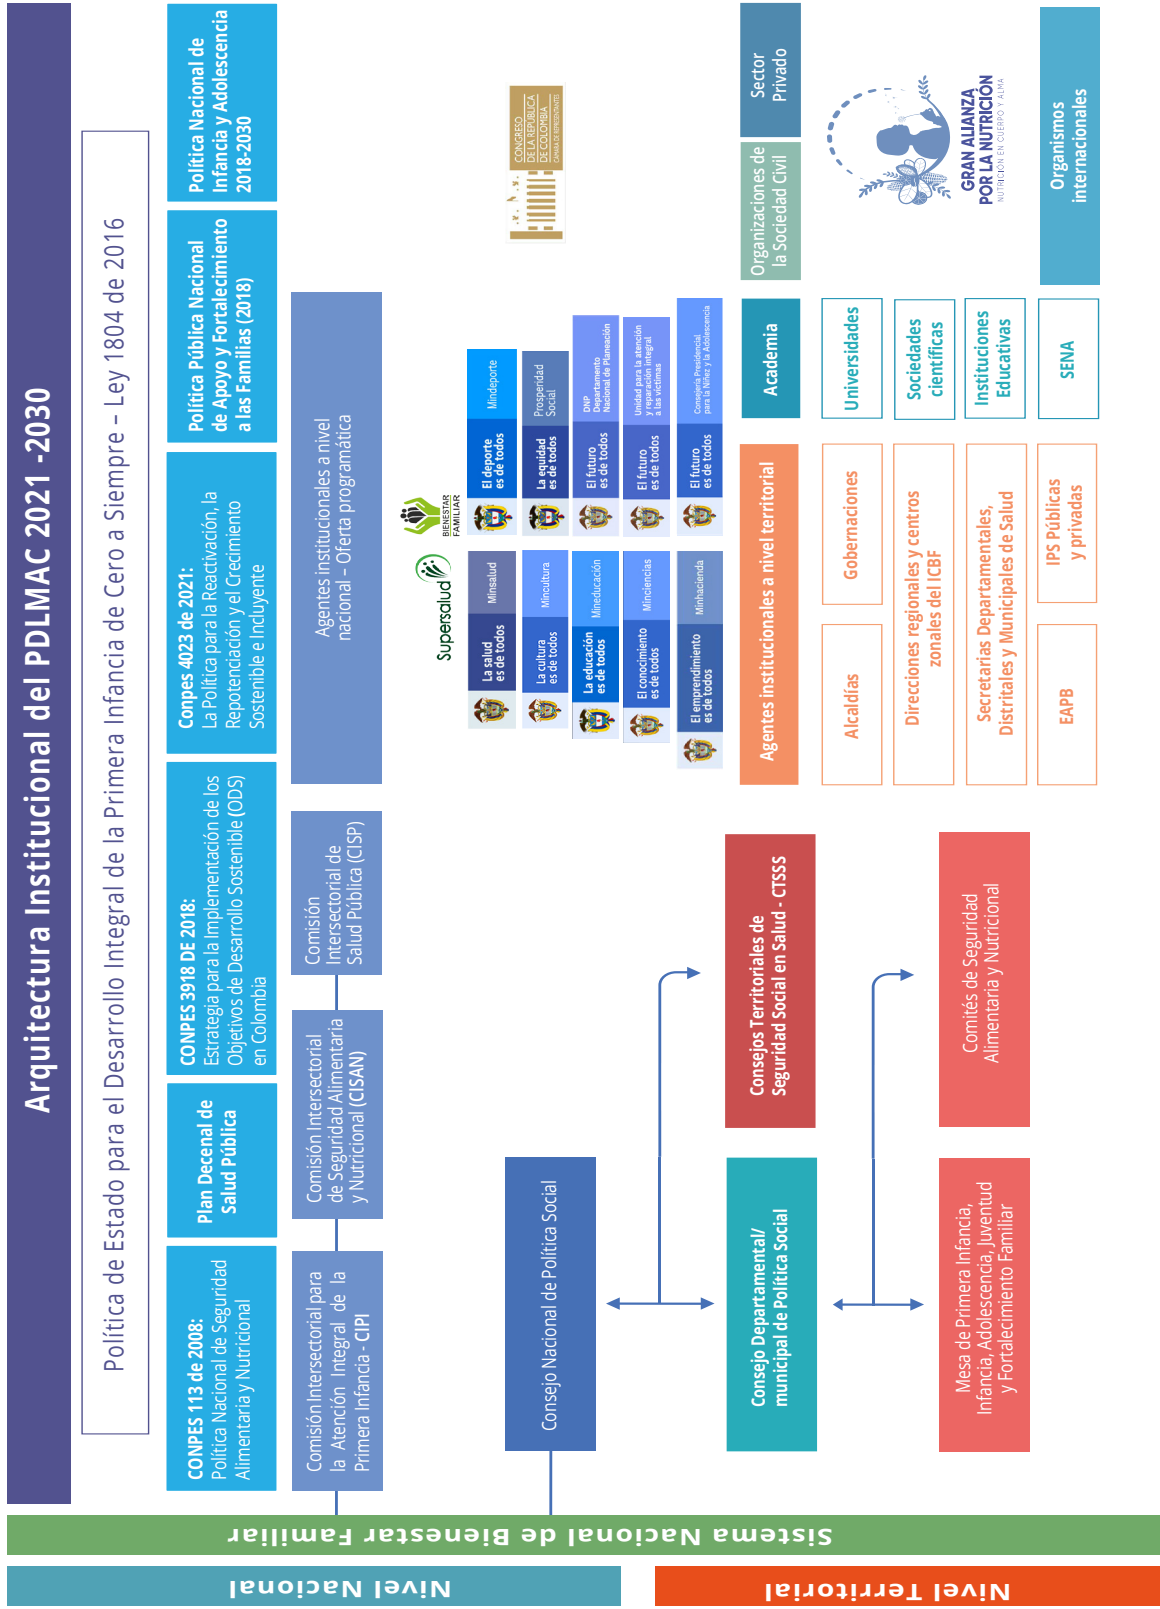 Arquitectura Institucional del PDLMAC 2021 -2030
Política de Estado para el Desarrollo Integral de la Primera Infancia de Cero a Siempre – Ley 1804 de 2016
CONPES 113 de 2008:
Política Nacional de Seguridad
Alimentaria y Nutricional
Plan Decenal de
Salud Pública
CONPES 3918 DE 2018:
Estrategia para la Implementación de los
Objetivos de Desarrollo Sostenible (ODS)
en Colombia
Conpes 4023 de 2021:
La Política para la Reactivación, la
Repotenciación y el Crecimiento
Sostenible e Incluyente
Política Pública Nacional
de Apoyo y Fortalecimiento
a las Familias (2018)
Política Nacional de
Infancia y Adolescencia
2018-2030
Comisión Intersectorial para
la Atención Integral de la
Primera Infancia - CIPI
Comisión Intersectorial
de Seguridad Alimentaria
y Nutricional (CISAN)
Comisión
Intersectorial de
Salud Pública (CISP)
Agentes institucionales a nivel
nacional – Oferta programática
Supersalud
BIENESTAR
FAMILIAR
La salud
es de todos
Minsalud
El deporte
es de todos
Mindeporte
La cultura
es de todos
Mincultura
La equidad
es de todos
Prosperidad
Social
La educación
es de todos
Mineducación
El futuro
es de todos
DNP
Departamento
Nacional de Planeación
El conocimiento
es de todos
Minciencias
El futuro
es de todos
Unidad para la atención
y reparación integral
a las víctimas
El emprendimiento
es de todos
Minhacienda
El futuro
es de todos
Consejería Presidencial
para la Niñez y la Adolescencia
CONGRESO
DE LA REPÚBLICA
DE COLOMBIA
CÁMARA DE REPRESENTANTES
Consejo Nacional de Política Social
Consejo Departamental/
municipal de Política Social
Consejos Territoriales de
Seguridad Social en Salud - CTSSS
Mesa de Primera Infancia,
Infancia, Adolescencia, Juventud
y Fortalecimiento Familiar
Comités de Seguridad
Alimentaria y Nutricional
Agentes institucionales a nivel territorial
Alcaldías
Gobernaciones
Direcciones regionales y centros
zonales del ICBF
Secretarias Departamentales,
Distritales y Municipales de Salud
EAPB
IPS Públicas
y privadas
Academia
Universidades
Sociedades
científicas
Instituciones
Educativas
SENA
Organizaciones de
la Sociedad Civil
Sector
Privado
GRAN ALIANZA
POR LA NUTRICIÓN
NUTRICIÓN EN CUERPO Y ALMA
Organismos
internacionales
Sistema Nacional de Bienestar Familiar
Nivel Nacional
Nivel Territorial